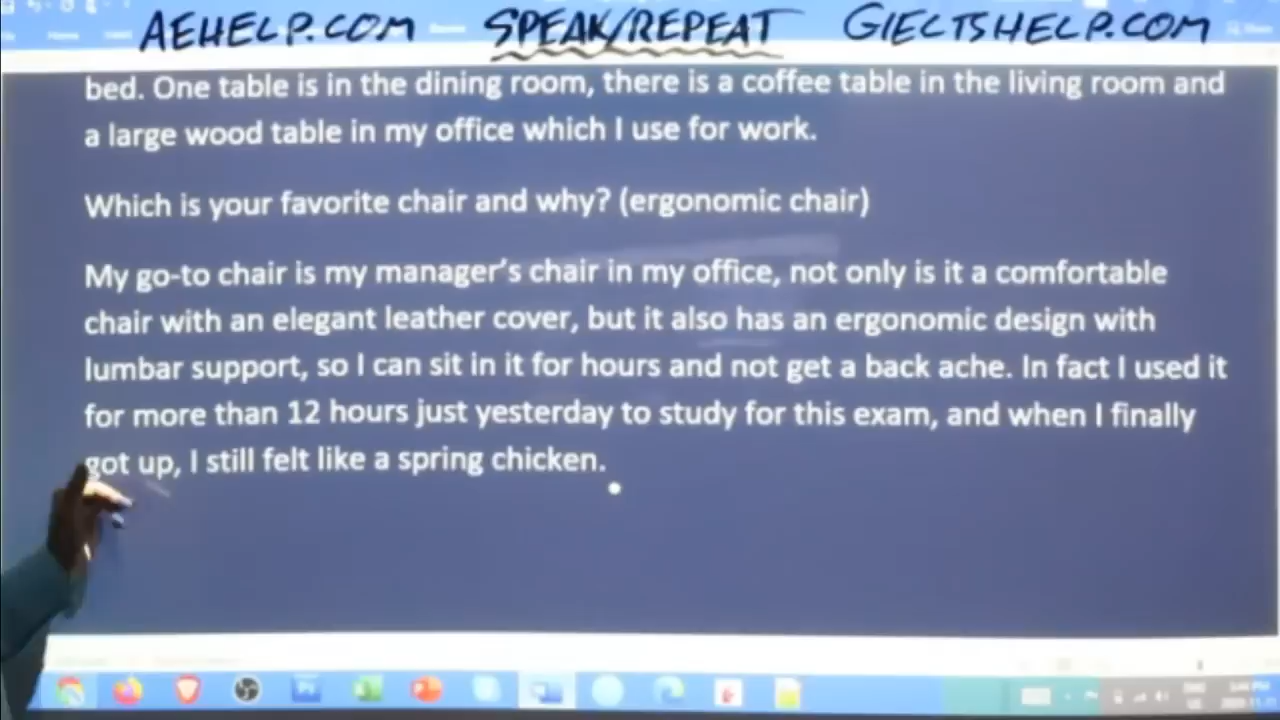 AEHELP.COM SPEAK/REPEAT GIELTSHELP.COM
bed. One table is in the dining room, there is a coffee table in the living room and
a large wood table in my office which I use for work.
Which is your favorite chair and why? (ergonomic chair)
My go-to chair is my manager's chair in my office, not only is it a comfortable
chair with an elegant leather cover, but it also has an ergonomic design with
lumbar support, so I can sit in it for hours and not get a back ache. In fact I used it
for more than 12 hours just yesterday to study for this exam, and when I finally
got up, I still felt like a spring chicken.